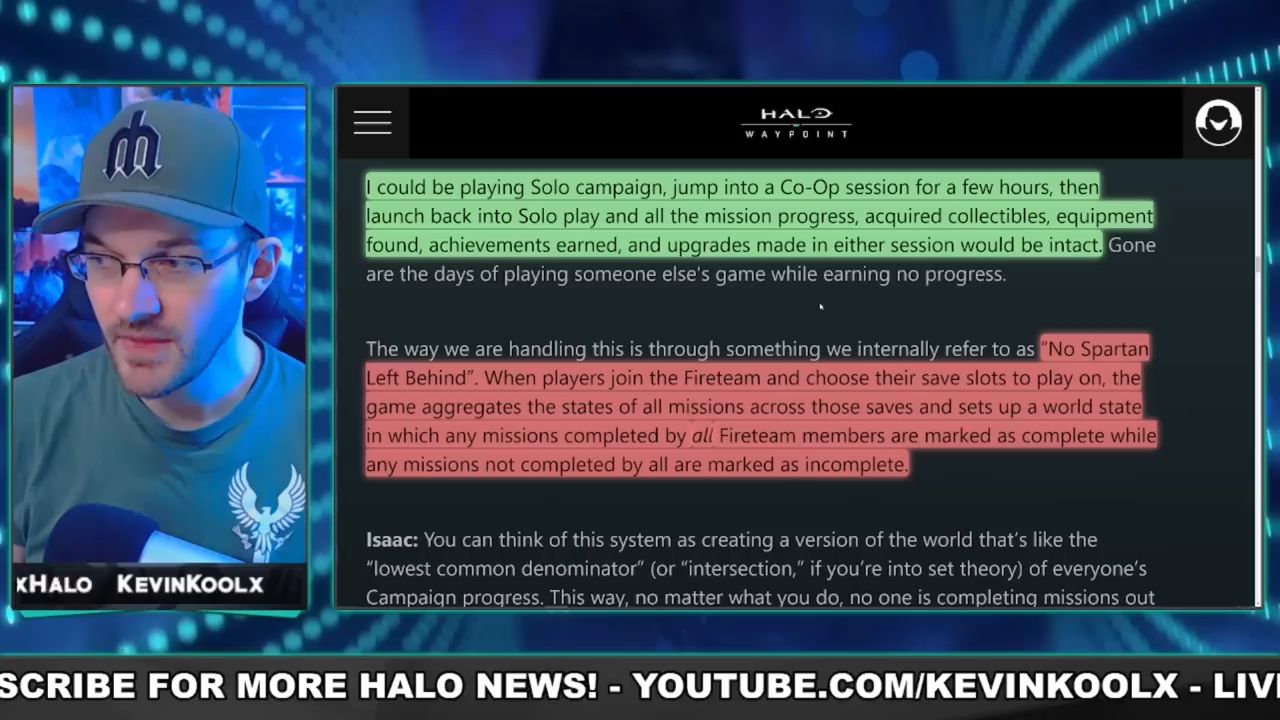 HALO
WAYPOINT
I could be playing Solo campaign, jump into a Co-Op session for a few hours, then
launch back into Solo play and all the mission progress, acquired collectibles, equipment
found, achievements earned, and upgrades made in either session would be intact. Gone
are the days of playing someone else's game while earning no progress.
The way we are handling this is through something we internally refer to as "No Spartan
Left Behind". When players join the Fireteam and choose their save slots to play on, the
game aggregates the states of all missions across those saves and sets up a world state
in which any missions completed by all Fireteam members are marked as complete while
any missions not completed by all are marked as incomplete.
Isaac: You can think of this system as creating a version of the world that's like the
“lowest common denominator” (or “intersection,” if you're into set theory) of everyone's
Campaign progress. This way, no matter what you do, no one is completing missions out
xHALO KEVINKOOLX
SCRIBE FOR MORE HALO NEWS! - YOUTUBE.COM/KEVINKOOLX - LIV